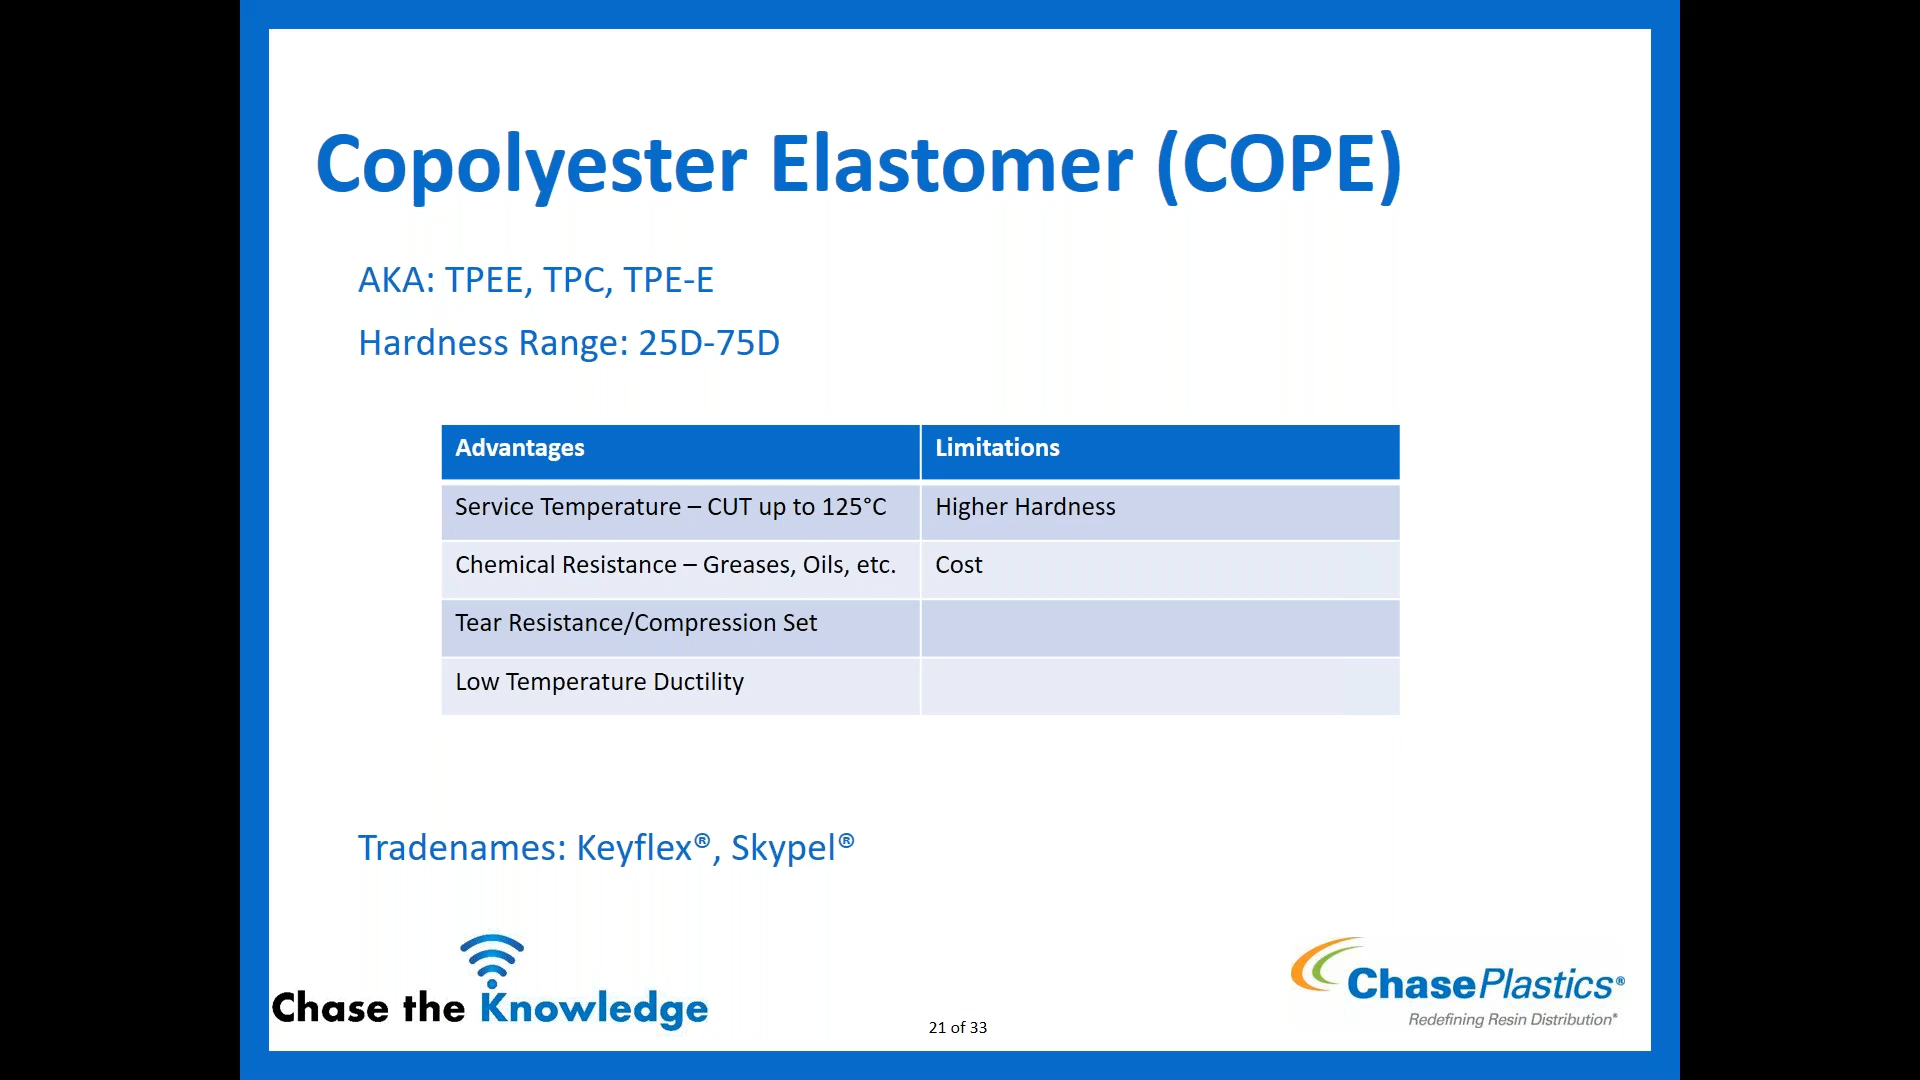 Copolyester Elastomer (COPE)
AKA: TPEE, TPC, TPE-E
Hardness Range: 25D-75D
Advantages Limitations
Service Temperature – CUT up to 125°C Higher Hardness
Chemical Resistance – Greases, Oils, etc. Cost
Tear Resistance/Compression Set
Low Temperature Ductility
Tradenames: Keyflex®, Skypel®
Chase the Knowledge
21 of 33
ChasePlastics®
Redefining Resin Distribution®